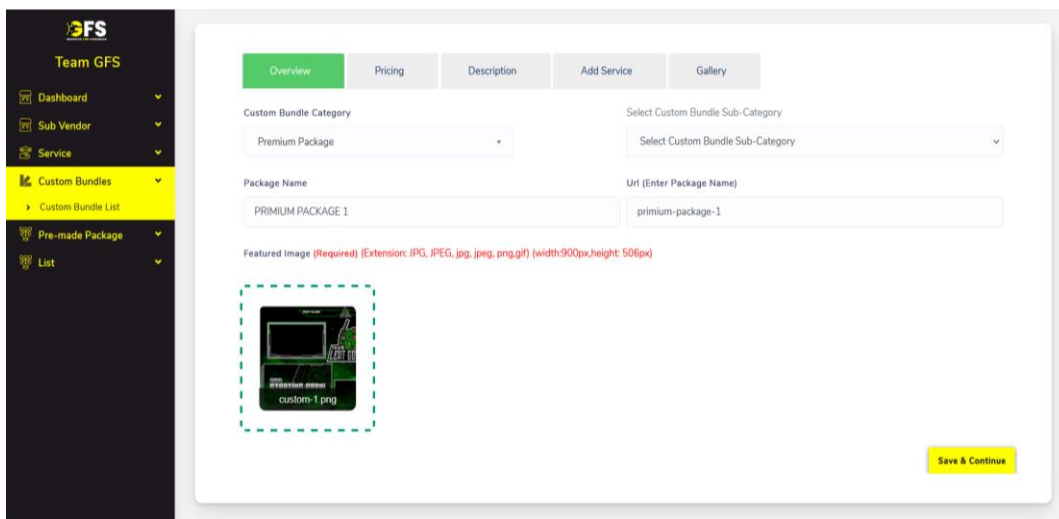 GFS
Team GFS
Dashboard
Sub Vendor
Service
Custom Bundles
Custom Bundle List
Pre-made Package
List
Overview
Pricing
Description
Add Service
Gallery
Custom Bundle Category
Select Custom Bundle Sub-Category
Premium Package
Select Custom Bundle Sub-Category
Package Name
Url (Enter Package Name)
PRIMIUM PACKAGE 1
primium-package-1
Featured Image (Required) (Extension: JPG, JPEG, jpg, jpeg, png,gif) (width:900px,height: 506px)
custom-1.png
Save & Continue